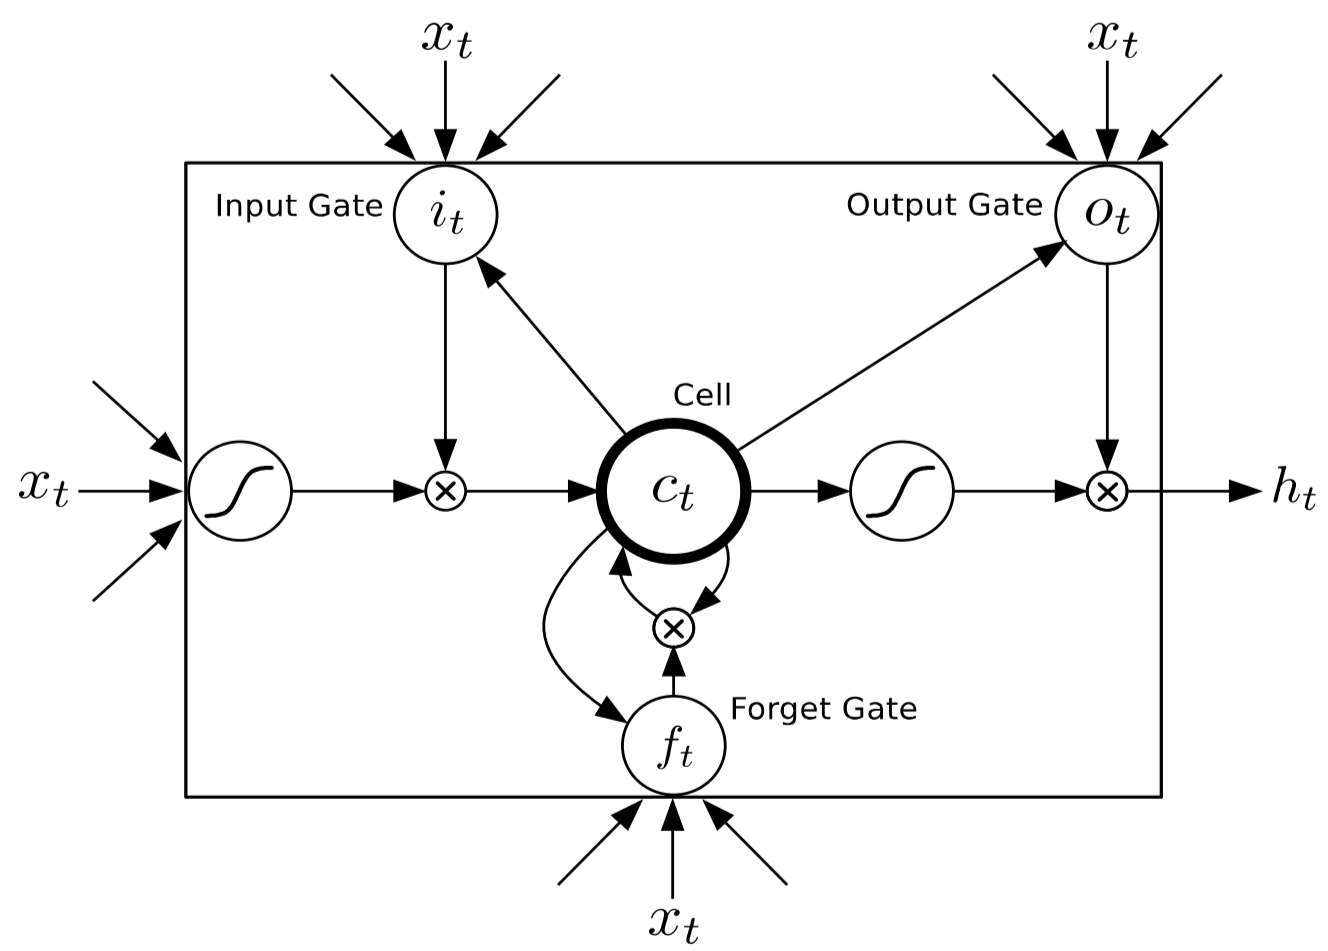 x_t
x_t
Input Gate
i_t
Output Gate
o_t
Cell
x_t
c_t
h_t
Forget Gate
f_t
x_t